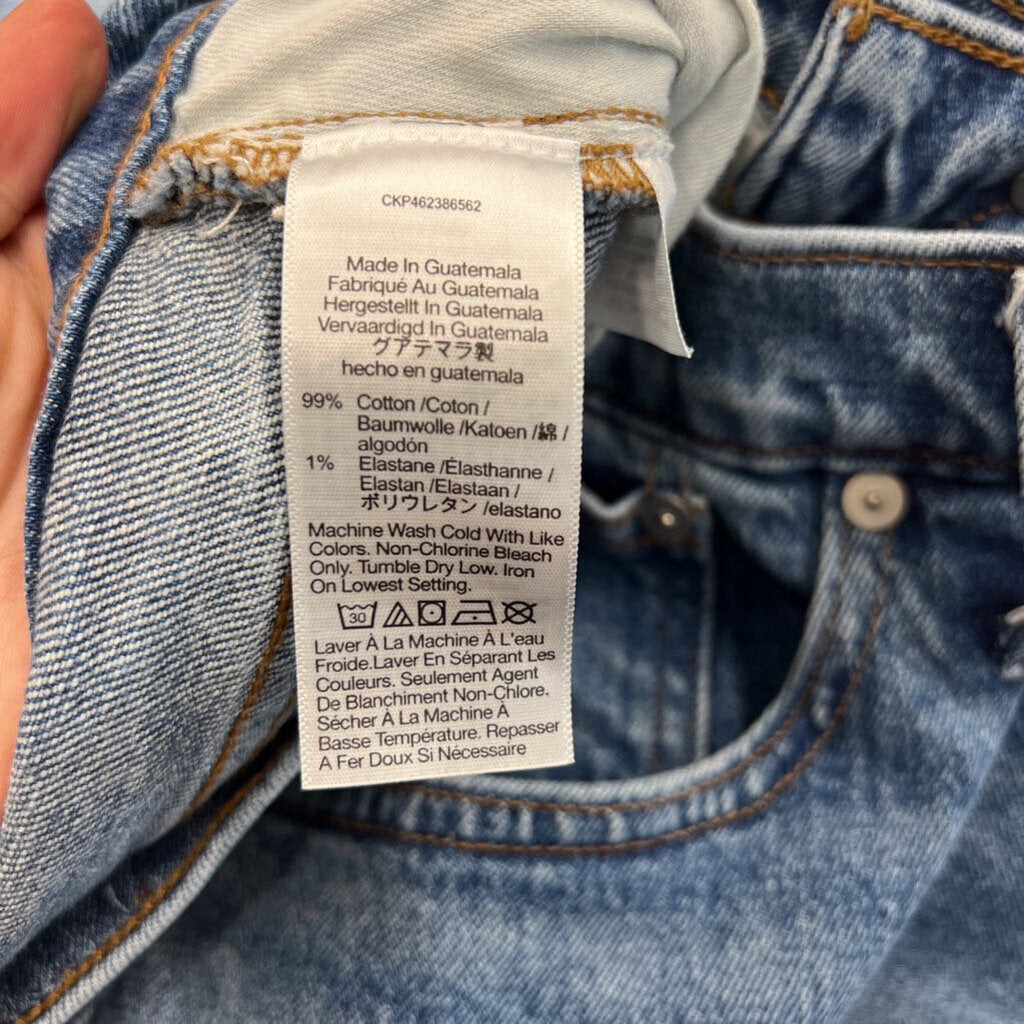 CKP462386562
Made In Guatemala
Fabriqué Au Guatemala
Hergestellt In Guatemala
Vervaardigd In Guatemala
グアテマラ製
hecho en guatemala
99% Cotton /Coton /
Baumwolle /Katoen /綿 /
algodón
1% Elastane /Élasthanne /
Elastan /Elastaan /
ポリウレタン /elastano
Machine Wash Cold With Like
Colors. Non-Chlorine Bleach
Only. Tumble Dry Low. Iron
On Lowest Setting.
30
Laver À La Machine À L'eau
Froide.Laver En Séparant Les
Couleurs. Seulement Agent
De Blanchiment Non-Chlore.
Sécher À La Machine À
Basse Température. Repasser
A Fer Doux Si Nécessaire